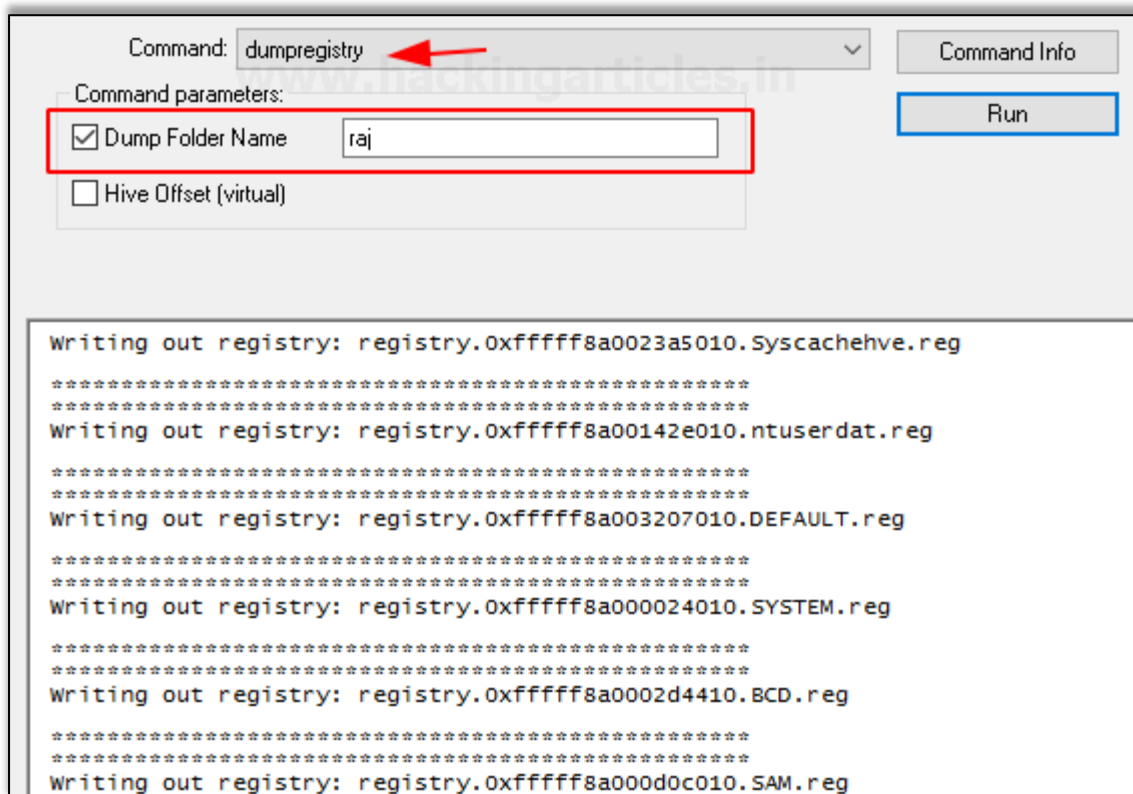 Command: dumpregistry Command Info
www.hackingarticles.in
Command parameters:
Run
Dump Folder Name raj
Hive Offset (virtual)
Writing out registry: registry.0xfffff8a0023a5010.Syscachehve.reg
**************************************************
**************************************************
Writing out registry: registry.0xfffff8a00142e010.ntuserdat.reg
**************************************************
**************************************************
Writing out registry: registry.0xfffff8a003207010.DEFAULT.reg
**************************************************
**************************************************
Writing out registry: registry.0xfffff8a000024010.SYSTEM.reg
**************************************************
**************************************************
Writing out registry: registry.0xfffff8a0002d4410.BCD.reg
**************************************************
**************************************************
Writing out registry: registry.0xfffff8a000d0c010.SAM.reg